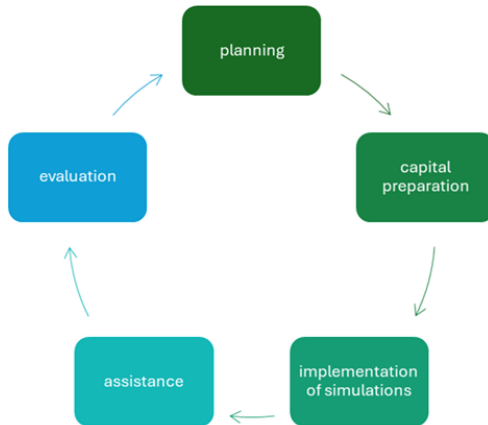 planning
capital
preparation
implementation
of simulations
assistance
evaluation